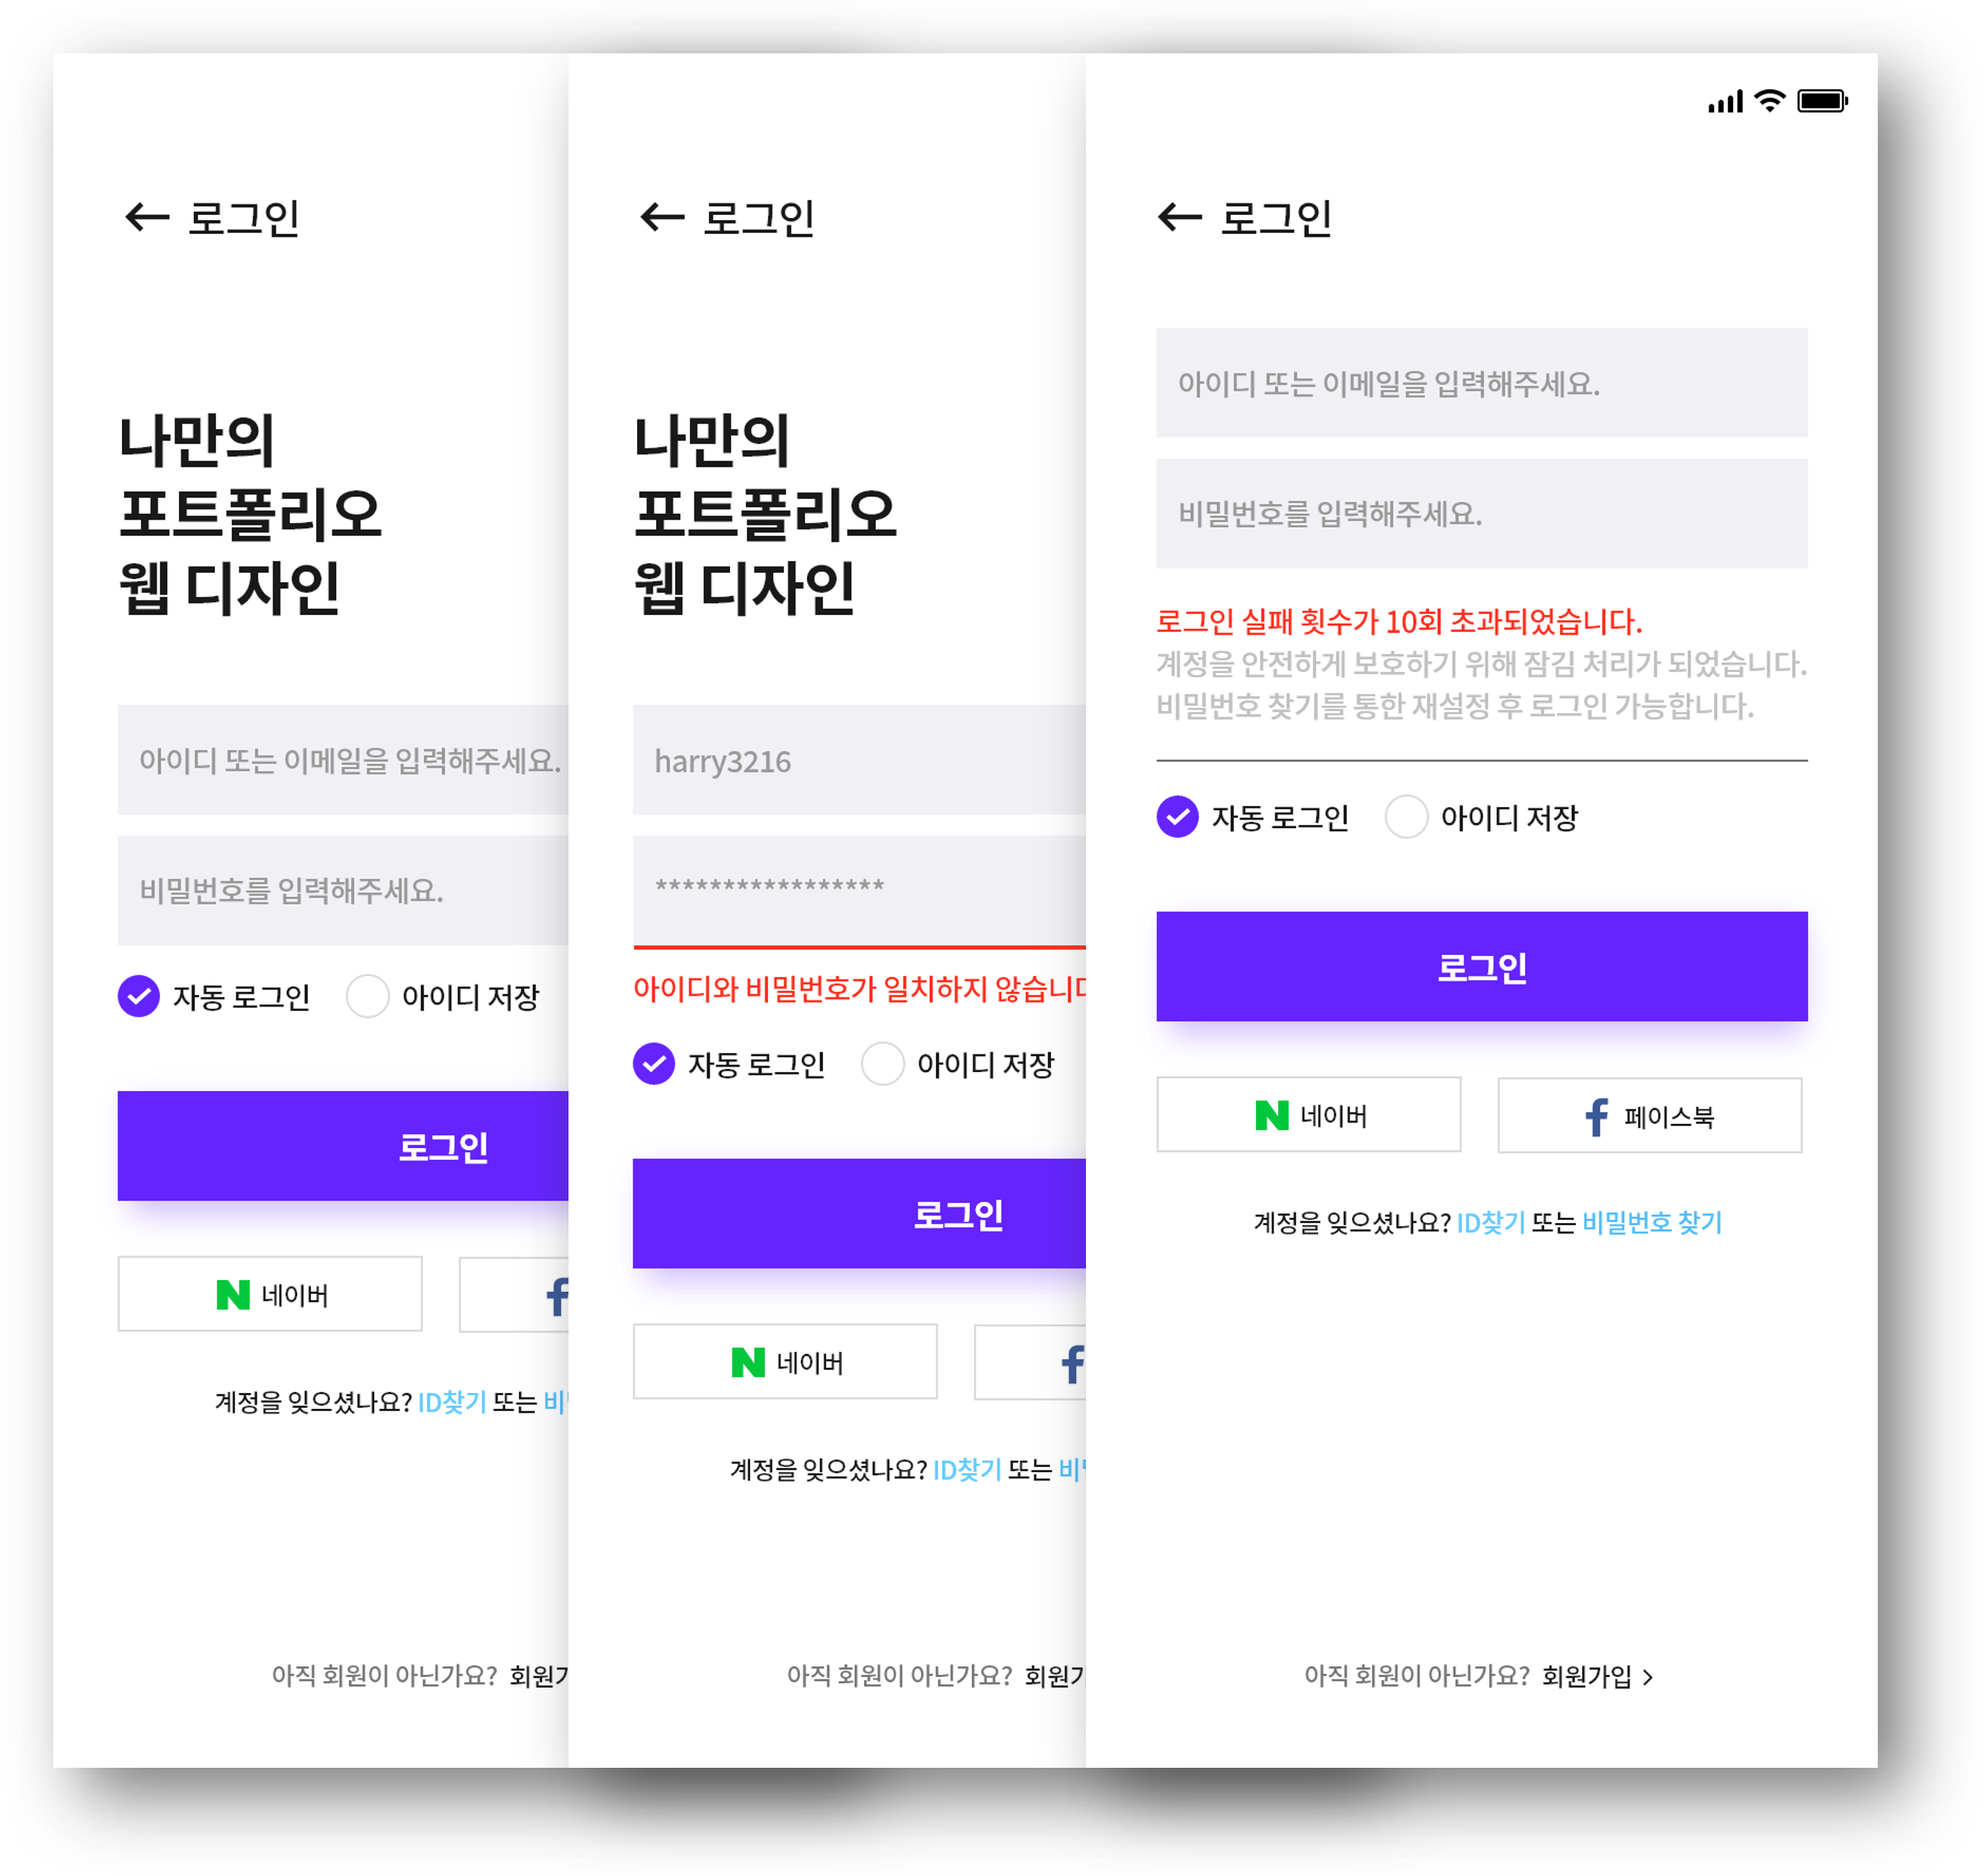 로그인
나만의
포트폴리오
웹 디자인
아이디 또는 이메일을 입력해주세요.
비밀번호를 입력해주세요.
자동 로그인 아이디 저장
로그인
N 네이버 f
계정을 잊으셨나요? ID찾기 또는 비
아직 회원이 아닌가요? 회원
로그인
나만의
포트폴리오
웹 디자인
harry3216
*****************
아이디와 비밀번호가 일치하지 않습니
자동 로그인 아이디 저장
로그인
N 네이버 f
계정을 잊으셨나요? ID찾기 또는 비
아직 회원이 아닌가요? 회원
로그인
아이디 또는 이메일을 입력해주세요.
비밀번호를 입력해주세요.
로그인 실패 횟수가 10회 초과되었습니다.
계정을 안전하게 보호하기 위해 잠김 처리가 되었습니다.
비밀번호 찾기를 통한 재설정 후 로그인 가능합니다.
자동 로그인 아이디 저장
로그인
N 네이버 f 페이스북
계정을 잊으셨나요? ID찾기 또는 비밀번호 찾기
아직 회원이 아닌가요? 회원가입 >